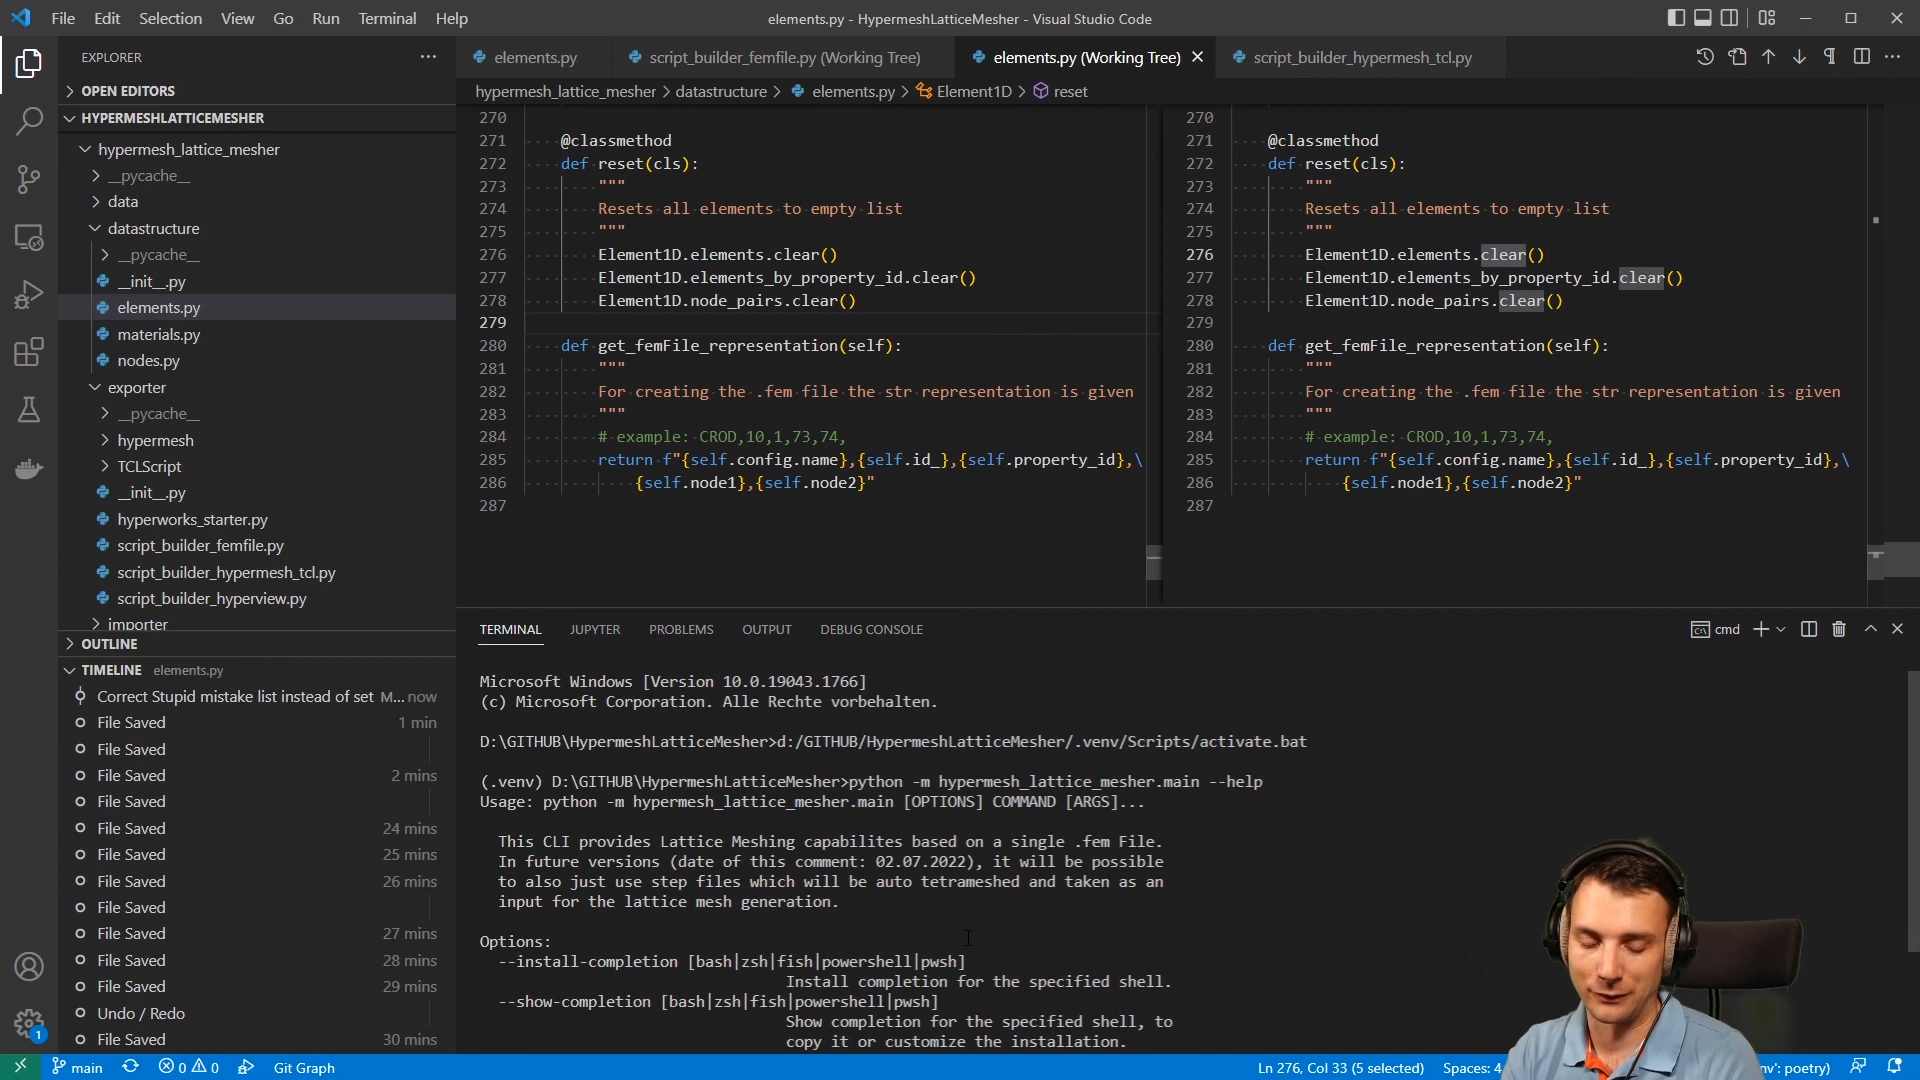 File Edit Selection View Go Run Terminal Help
elements.py - HypermeshLatticeMesher - Visual Studio Code
EXPLORER
elements.py
script_builder_femfile.py (Working Tree)
elements.py (Working Tree)
script_builder_hypermesh_tcl.py
OPEN EDITORS
HYPERMESHLATTICEMESHER
hypermesh_lattice_mesher
__pycache__
data
datastructure
__pycache__
__init__.py
elements.py
materials.py
nodes.py
exporter
__pycache__
hypermesh
TCLScript
__init__.py
hyperworks_starter.py
script_builder_femfile.py
script_builder_hypermesh_tcl.py
script_builder_hyperview.py
importer
OUTLINE
TIMELINE elements.py
Correct Stupid mistake list instead of set M... now
File Saved 1 min
File Saved
File Saved 2 mins
File Saved
File Saved 24 mins
File Saved 25 mins
File Saved 26 mins
File Saved
File Saved 27 mins
File Saved 28 mins
File Saved 29 mins
Undo / Redo
File Saved 30 mins
hypermesh_lattice_mesher > datastructure > elements.py > Element1D > reset
270
271 @classmethod
272 def reset(cls):
273 """
274 Resets all elements to empty list
275 """
276 Element1D.elements.clear()
277 Element1D.elements_by_property_id.clear()
278 Element1D.node_pairs.clear()
279
280 def get_femFile_representation(self):
281 """
282 For creating the .fem file the str representation is given
283 """
284 # example: CROD,10,1,73,74,
285 return f"{self.config.name},{self.id_},{self.property_id},\
286 {self.node1},{self.node2}"
287
270
271 @classmethod
272 def reset(cls):
273 """
274 Resets all elements to empty list
275 """
276 Element1D.elements.clear()
277 Element1D.elements_by_property_id.clear()
278 Element1D.node_pairs.clear()
279
280 def get_femFile_representation(self):
281 """
282 For creating the .fem file the str representation is given
283 """
284 # example: CROD,10,1,73,74,
285 return f"{self.config.name},{self.id_},{self.property_id},\
286 {self.node1},{self.node2}"
287
TERMINAL JUPYTER PROBLEMS OUTPUT DEBUG CONSOLE
cmd
Microsoft Windows [Version 10.0.19043.1766]
(c) Microsoft Corporation. Alle Rechte vorbehalten.
D:\GITHUB\HypermeshLatticeMesher>d:/GITHUB/HypermeshLatticeMesher/.venv/Scripts/activate.bat
(.venv) D:\GITHUB\HypermeshLatticeMesher>python -m hypermesh_lattice_mesher.main --help
Usage: python -m hypermesh_lattice_mesher.main [OPTIONS] COMMAND [ARGS]...
This CLI provides Lattice Meshing capabilites based on a single .fem File.
In future versions (date of this comment: 02.07.2022), it will be possible
to also just use step files which will be auto tetrameshed and taken as an
input for the lattice mesh generation.
Options:
--install-completion [bash|zsh|fish|powershell|pwsh]
Install completion for the specified shell.
--show-completion [bash|zsh|fish|powershell|pwsh]
Show completion for the specified shell, to
copy it or customize the installation.
1
main 0 0 Git Graph
Ln 276, Col 33 (5 selected) Spaces: 4
nv': poetry)